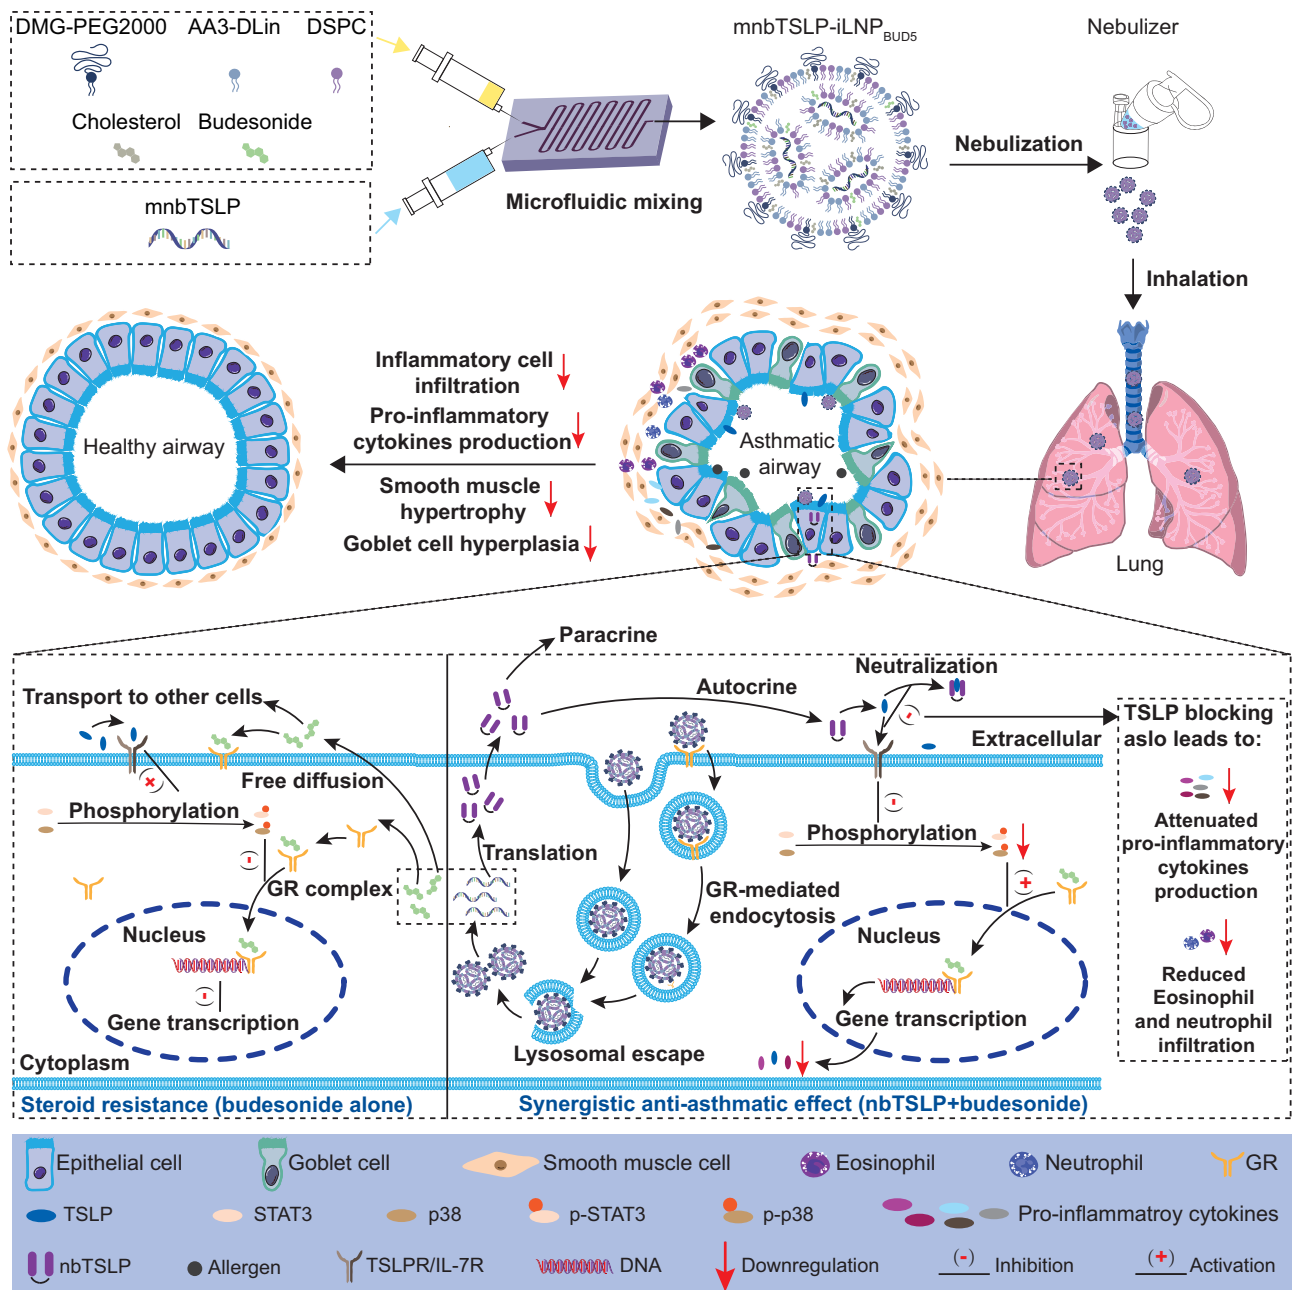 DMG-PEG2000 AA3-DLin DSPC
Cholesterol Budesonide
mnbTSLP
Microfluidic mixing
mnbTSLP-iLNPBUD5
Nebulization
Nebulizer
Inhalation
Healthy airway
Inflammatory cell
infiltration
Pro-inflammatory
cytokines production
Smooth muscle
hypertrophy
Goblet cell hyperplasia
Asthmatic
airway
Lung
Transport to other cells
Free diffusion
(+)
Phosphorylation
(-)
GR complex
Nucleus
(-)
Gene transcription
Cytoplasm
Steroid resistance (budesonide alone)
Paracrine
Autocrine
Neutralization
(-)
Extracellular
Translation
(-)
Phosphorylation
GR-mediated
endocytosis
(+)
Nucleus
Gene transcription
Lysosomal escape
Synergistic anti-asthmatic effect (nbTSLP+budesonide)
TSLP blocking
aslo leads to:
Attenuated
pro-inflammatory
cytokines
production
Reduced
Eosinophil
and neutrophil
infiltration
Epithelial cell Goblet cell Smooth muscle cell Eosinophil Neutrophil GR
TSLP STAT3 p38 p-STAT3 p-p38 Pro-inflammatroy cytokines
nbTSLP Allergen TSLPR/IL-7R DNA Downregulation (-) Inhibition (+) Activation